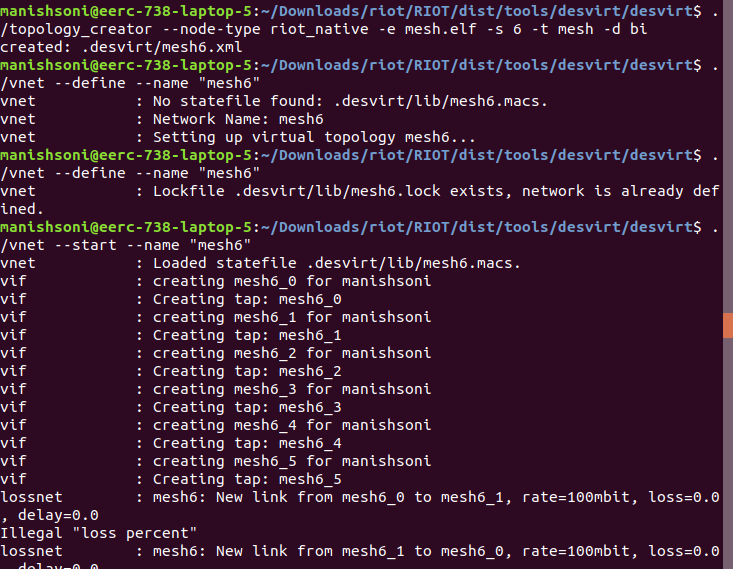 manishsoni@eerc-738-laptop-5:~/Downloads/riot/RIOT/dist/tools/desvirt/desvirt$ .
/topology_creator --node-type riot_native -e mesh.elf -s 6 -t mesh -d bi
created: .desvirt/mesh6.xml
manishsoni@eerc-738-laptop-5:~/Downloads/riot/RIOT/dist/tools/desvirt/desvirt$ .
/vnet --define --name "mesh6"
vnet           : No statefile found: .desvirt/lib/mesh6.macs.
vnet           : Network Name: mesh6
vnet           : Setting up virtual topology mesh6...
manishsoni@eerc-738-laptop-5:~/Downloads/riot/RIOT/dist/tools/desvirt/desvirt$ .
/vnet --define --name "mesh6"
vnet           : Lockfile .desvirt/lib/mesh6.lock exists, network is already def
ined.
manishsoni@eerc-738-laptop-5:~/Downloads/riot/RIOT/dist/tools/desvirt/desvirt$ .
/vnet --start --name "mesh6"
vnet           : Loaded statefile .desvirt/lib/mesh6.macs.
vif            : creating mesh6_0 for manishsoni
vif            : Creating tap: mesh6_0
vif            : creating mesh6_1 for manishsoni
vif            : Creating tap: mesh6_1
vif            : creating mesh6_2 for manishsoni
vif            : Creating tap: mesh6_2
vif            : creating mesh6_3 for manishsoni
vif            : Creating tap: mesh6_3
vif            : creating mesh6_4 for manishsoni
vif            : Creating tap: mesh6_4
vif            : creating mesh6_5 for manishsoni
vif            : Creating tap: mesh6_5
lossnet        : mesh6: New link from mesh6_0 to mesh6_1, rate=100mbit, loss=0.0
, delay=0.0
Illegal "loss percent"
lossnet        : mesh6: New link from mesh6_1 to mesh6_0, rate=100mbit, loss=0.0
, delay=0.0